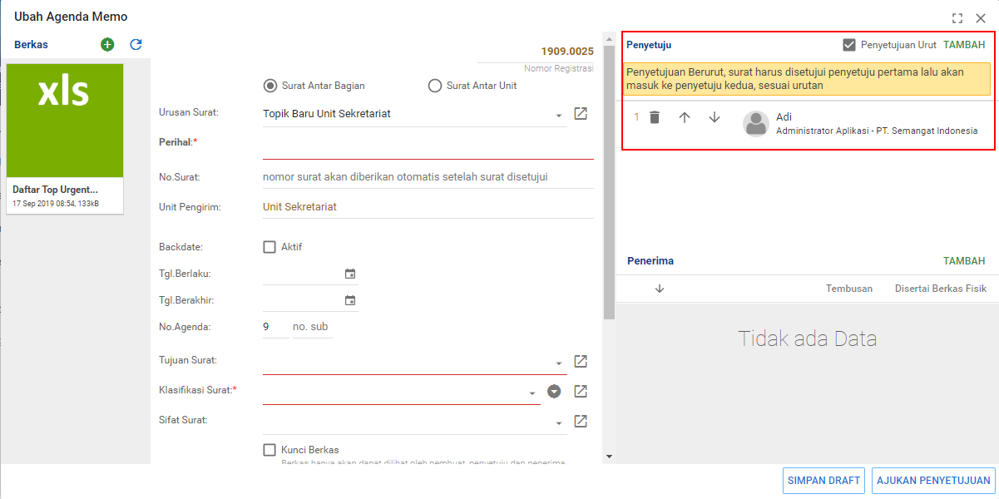 Ubah Agenda Memo
Berkas
xls
Daftar Top Urgent...
17 Sep 2019 08:54, 133kB
1909.0025
Nomor Registrasi
Surat Antar Bagian
Surat Antar Unit
Urusan Surat:
Topik Baru Unit Sekretariat
Perihal:*
No.Surat:
nomor surat akan diberikan otomatis setelah surat disetujui
Unit Pengirim:
Unit Sekretariat
Backdate:
Aktif
Tgl.Berlaku:
Tgl.Berakhir:
No.Agenda:
9
no. sub
Tujuan Surat:
Klasifikasi Surat:*
Sifat Surat:
Kunci Berkas
Berkas hanya akan dapat dilihat oleh pembuat, penyetuju dan penerima
Penyetuju
Penyetujuan Urut
TAMBAH
Penyetujuan Berurut, surat harus disetujui penyetuju pertama lalu akan
masuk ke penyetuju kedua, sesuai urutan
1
Adi
Administrator Aplikasi - PT. Semangat Indonesia
Penerima
TAMBAH
Tembusan
Disertai Berkas Fisik
Tidak ada Data
SIMPAN DRAFT
AJUKAN PENYETUJUAN